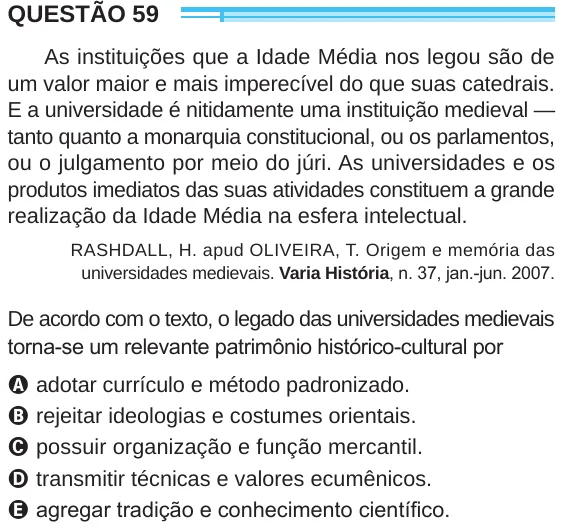 QUESTÃO 59
As instituições que a Idade Média nos legou são de
um valor maior e mais imperecível do que suas catedrais.
E a universidade é nitidamente uma instituição medieval —
tanto quanto a monarquia constitucional, ou os parlamentos,
ou o julgamento por meio do júri. As universidades e os
produtos imediatos das suas atividades constituem a grande
realização da Idade Média na esfera intelectual.
RASHDALL, H. apud OLIVEIRA, T. Origem e memória das
universidades medievais. Varia História, n. 37, jan.-jun. 2007.
De acordo com o texto, o legado das universidades medievais
torna-se um relevante patrimônio histórico-cultural por
A adotar currículo e método padronizado.
B rejeitar ideologias e costumes orientais.
C possuir organização e função mercantil.
D transmitir técnicas e valores ecumênicos.
E agregar tradição e conhecimento científico.